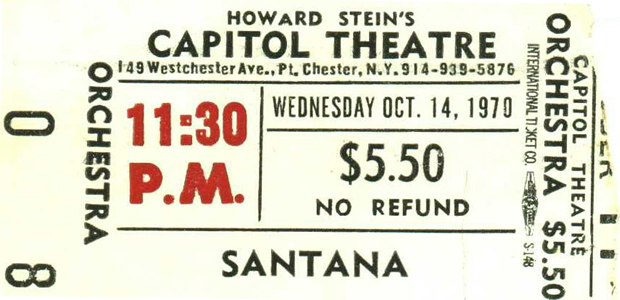 HOWARD STEIN'S
CAPITOL THEATRE
149 Westchester Ave., Pt. Chester, N.Y. 914-939-5876
O
8
ORCHESTRA
11:30
P.M.
WEDNESDAY OCT. 14, 1970
$5.50
NO REFUND
SANTANA
INTERNATIONAL TICKET CO.
S-148
ORCHESTRA $5.50
CAPITOL THEATRE